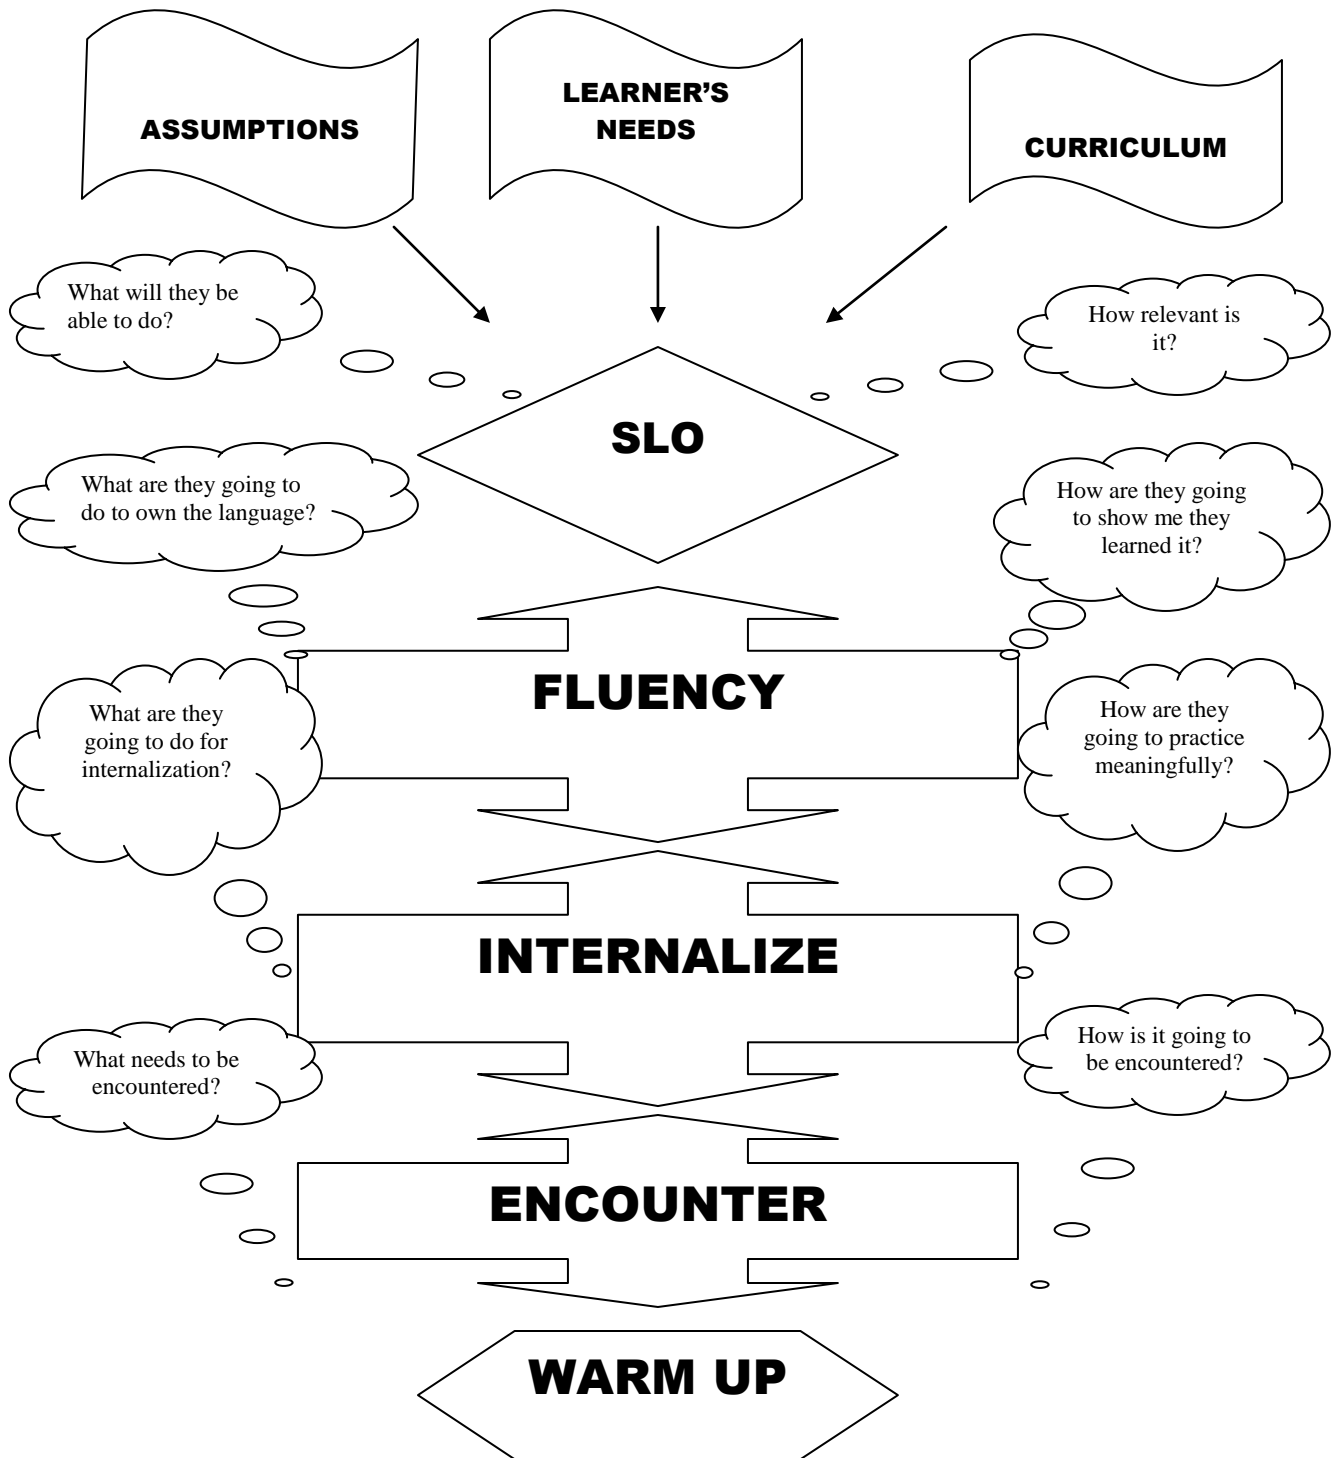 ASSUMPTIONS
LEARNER’S
NEEDS
CURRICULUM
What will they be
able to do?
How relevant is
it?
SLO
What are they going to
do to own the language?
How are they going
to show me they
learned it?
FLUENCY
What are they
going to do for
internalization?
How are they
going to practice
meaningfully?
INTERNALIZE
What needs to be
encountered?
How is it going to
be encountered?
ENCOUNTER
WARM UP